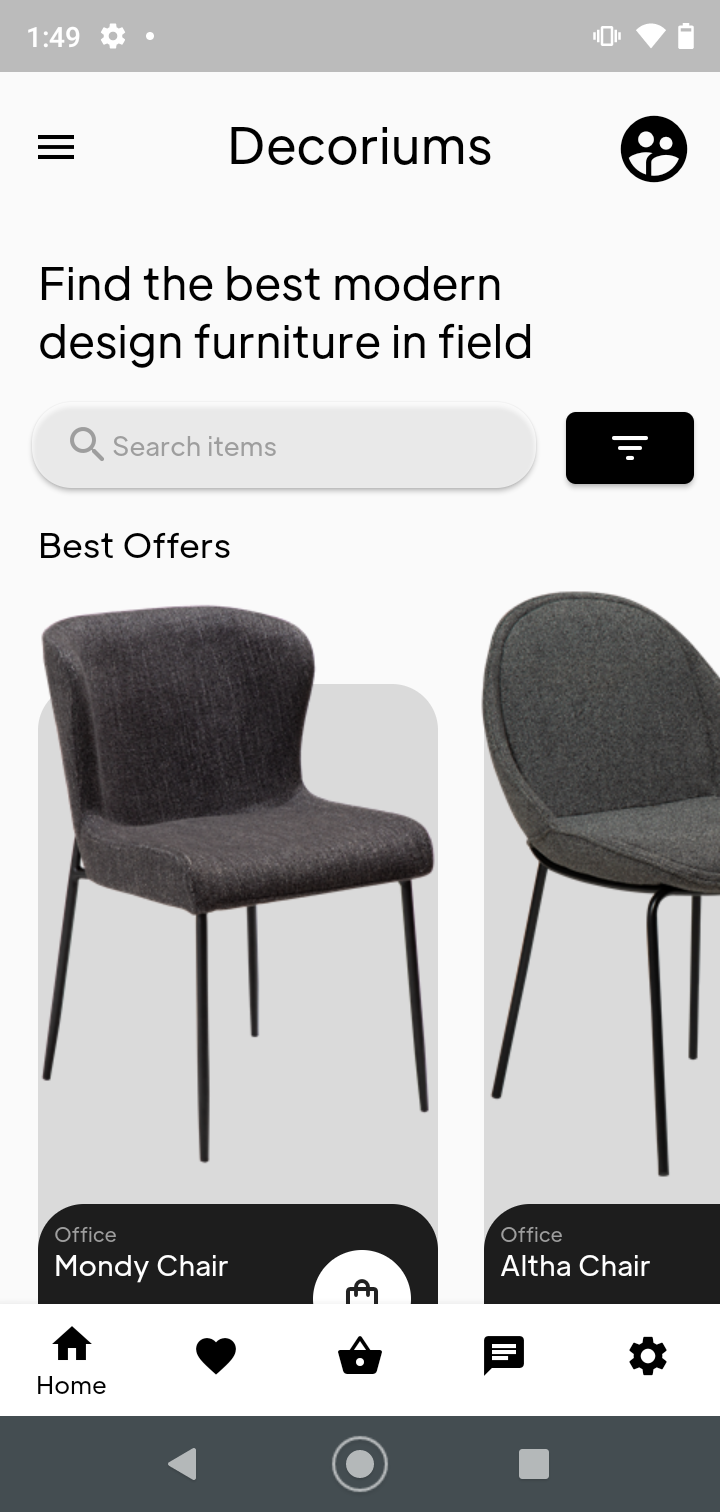 1:49
Decoriums
Find the best modern
design furniture in field
Search items
Best Offers
Office
Mondy Chair
Office
Altha Chair
Home